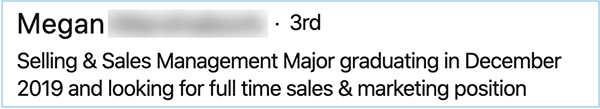 Megan · 3rd
Selling & Sales Management Major graduating in December
2019 and looking for full time sales & marketing position